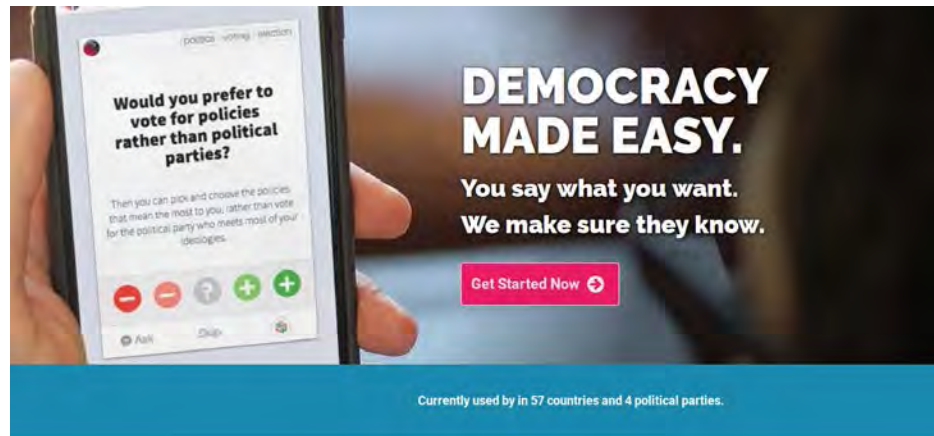 politics voting election
Would you prefer to
vote for policies
rather than political
parties?
Then you can pick and choose the policies
that mean the most to you, rather than vote
for the political party who meets most of your
ideologies.
Ask Skip
DEMOCRACY
MADE EASY.
You say what you want.
We make sure they know.
Get Started Now
Currently used by in 57 countries and 4 political parties.